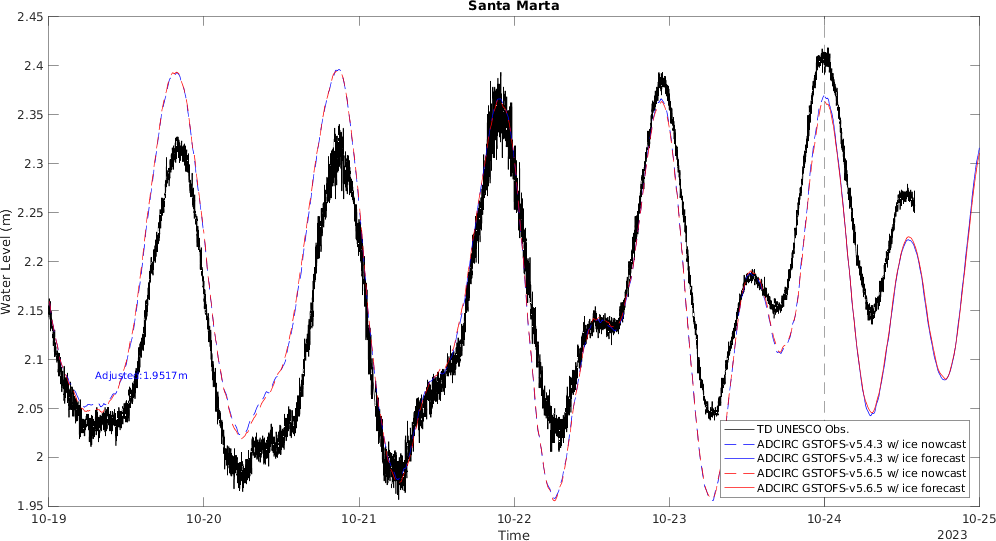 Santa Marta
2.45
2.4
2.35
2.3
2.25
2.2
2.15
2.1
2.05
2
1.95
Water Level (m)
Adjusted:1.9517m
TD UNESCO Obs.
ADCIRC GSTOFS-v5.4.3 w/ ice nowcast
ADCIRC GSTOFS-v5.4.3 w/ ice forecast
ADCIRC GSTOFS-v5.6.5 w/ ice nowcast
ADCIRC GSTOFS-v5.6.5 w/ ice forecast
10-19 10-20 10-21 10-22 10-23 10-24 10-25
Time
2023